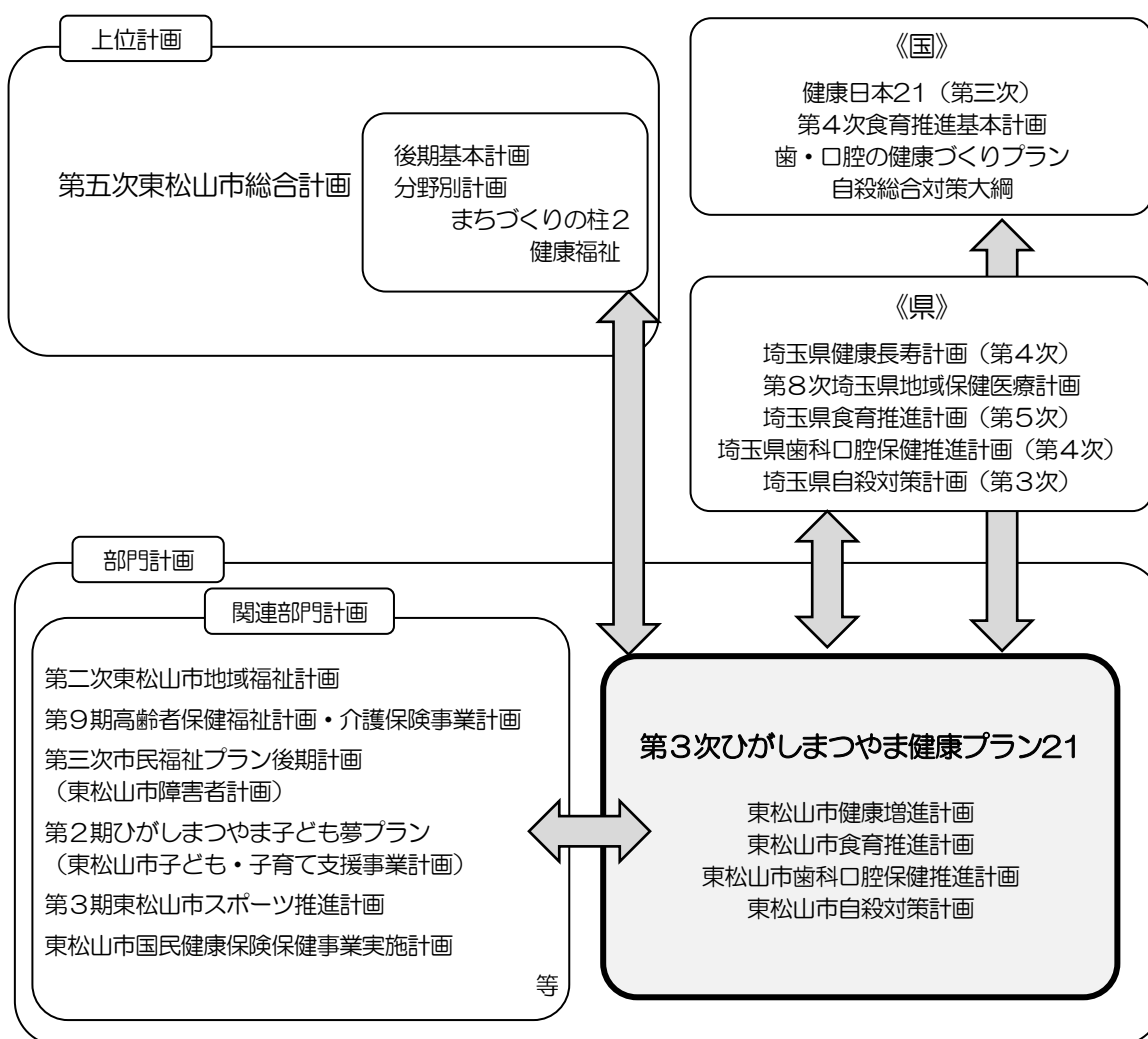 上位計画
第五次東松山市総合計画
後期基本計画
分野別計画
まちづくりの柱2
健康福祉
《国》
健康日本21（第三次）
第4次食育推進基本計画
歯・口腔の健康づくりプラン
自殺総合対策大綱
《県》
埼玉県健康長寿計画（第4次）
第8次埼玉県地域保健医療計画
埼玉県食育推進計画（第5次）
埼玉県歯科口腔保健推進計画（第4次）
埼玉県自殺対策計画（第3次）
部門計画
関連部門計画
第二次東松山市地域福祉計画
第9期高齢者保健福祉計画・介護保険事業計画
第三次市民福祉プラン後期計画
（東松山市障害者計画）
第2期ひがしまつやま子ども夢プラン
（東松山市子ども・子育て支援事業計画）
第3期東松山市スポーツ推進計画
東松山市国民健康保険保健事業実施計画
等
第3次ひがしまつやま健康プラン21
東松山市健康増進計画
東松山市食育推進計画
東松山市歯科口腔保健推進計画
東松山市自殺対策計画